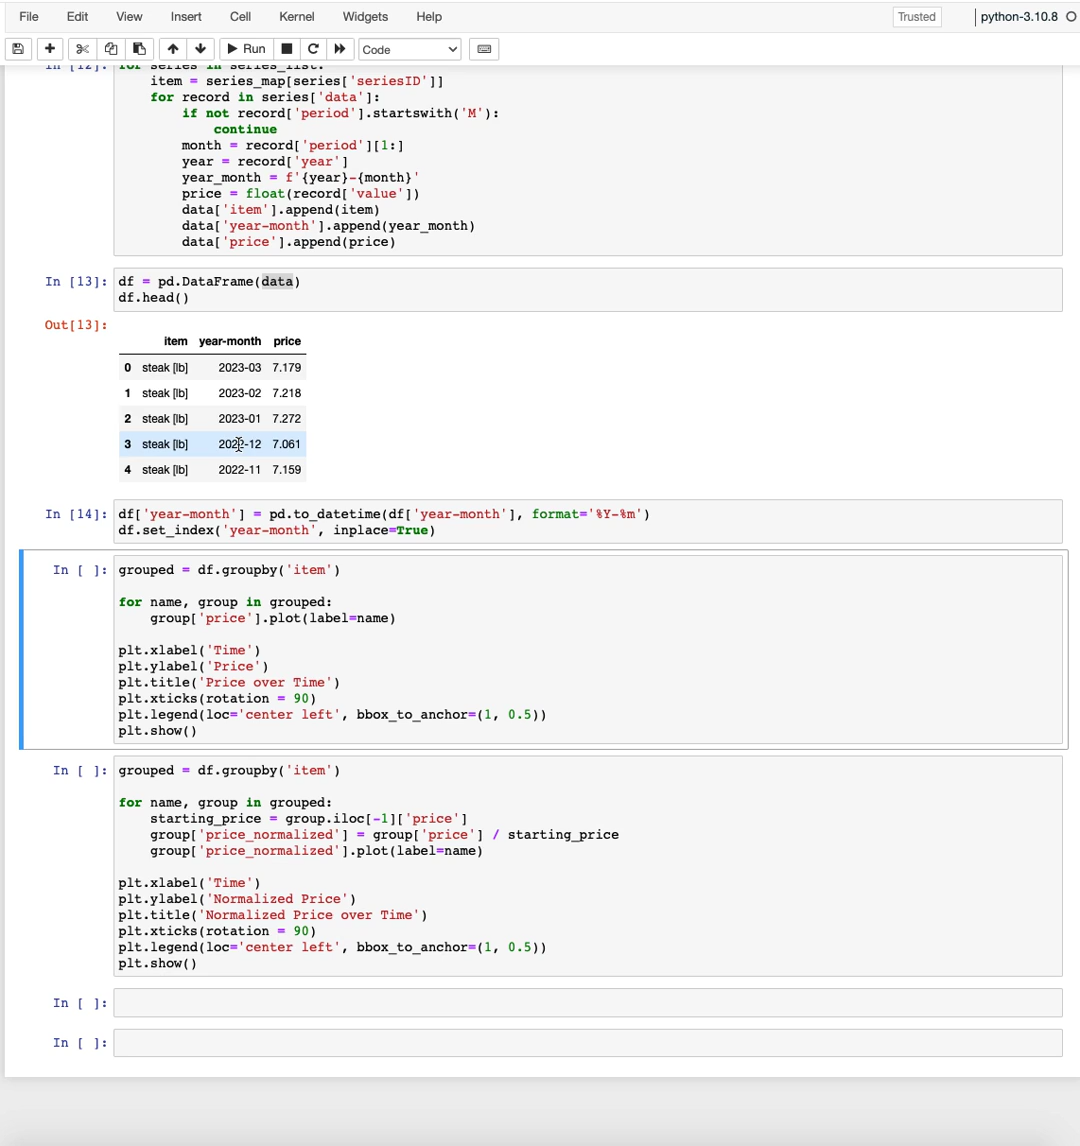 File Edit View Insert Cell Kernel Widgets Help Trusted python-3.10.8
Run Code
In [12]: for series in series_list:
item = series_map[series['seriesID']]
for record in series['data']:
if not record['period'].startswith('M'):
continue
month = record['period'][1:]
year = record['year']
year_month = f'{year}-{month}'
price = float(record['value'])
data['item'].append(item)
data['year-month'].append(year_month)
data['price'].append(price)
In [13]: df = pd.DataFrame(data)
df.head()
Out[13]:
item year-month price
0 steak [lb] 2023-03 7.179
1 steak [lb] 2023-02 7.218
2 steak [lb] 2023-01 7.272
3 steak [lb] 2022-12 7.061
4 steak [lb] 2022-11 7.159
In [14]: df['year-month'] = pd.to_datetime(df['year-month'], format='%Y-%m')
df.set_index('year-month', inplace=True)
In [ ]: grouped = df.groupby('item')
for name, group in grouped:
group['price'].plot(label=name)
plt.xlabel('Time')
plt.ylabel('Price')
plt.title('Price over Time')
plt.xticks(rotation = 90)
plt.legend(loc='center left', bbox_to_anchor=(1, 0.5))
plt.show()
In [ ]: grouped = df.groupby('item')
for name, group in grouped:
starting_price = group.iloc[-1]['price']
group['price_normalized'] = group['price'] / starting_price
group['price_normalized'].plot(label=name)
plt.xlabel('Time')
plt.ylabel('Normalized Price')
plt.title('Normalized Price over Time')
plt.xticks(rotation = 90)
plt.legend(loc='center left', bbox_to_anchor=(1, 0.5))
plt.show()
In [ ]:
In [ ]: